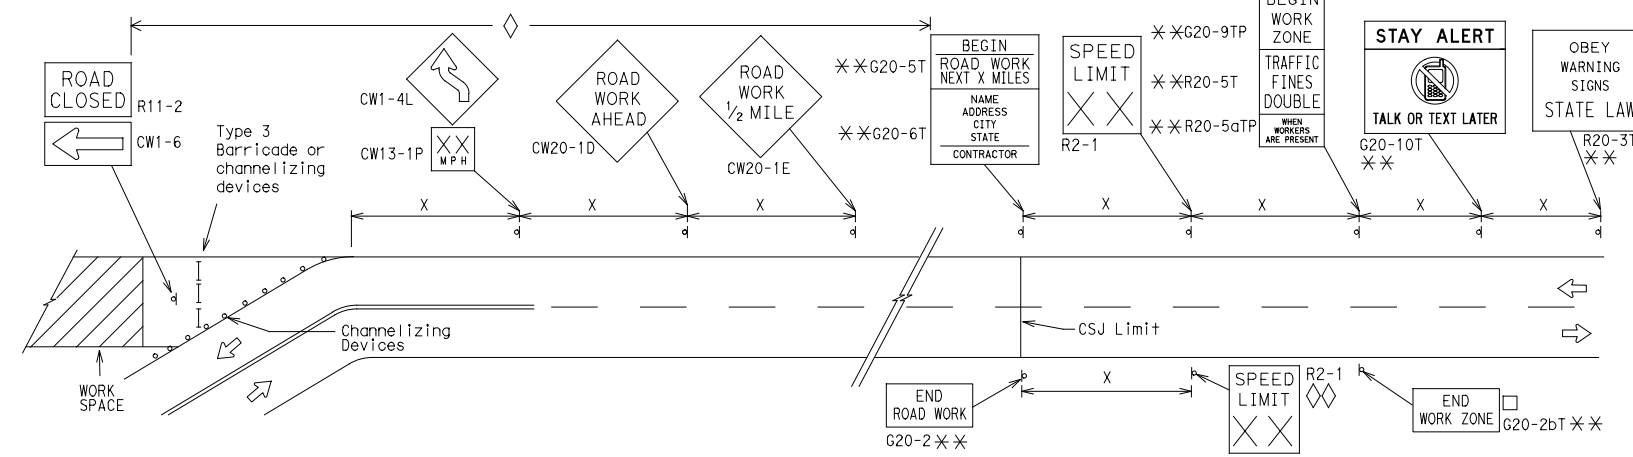 ROAD
CLOSED
R11-2
CW1-6
Type 3
Barricade or
channelizing
devices
CW1-4L
CW13-1P
XX
MPH
ROAD
WORK
AHEAD
CW20-1D
ROAD
WORK
1/2 MILE
CW20-1E
**G20-5T
**G20-6T
BEGIN
ROAD WORK
NEXT X MILES
NAME
ADDRESS
CITY
STATE
CONTRACTOR
SPEED
LIMIT
XX
R2-1
**G20-9TP
**R20-5T
**R20-5aTP
BEGIN
WORK
ZONE
TRAFFIC
FINES
DOUBLE
WHEN
WORKERS
ARE PRESENT
STAY ALERT
TALK OR TEXT LATER
G20-10T
**
OBEY
WARNING
SIGNS
STATE LAW
R20-3T
**
X
X
X
X
X
X
X
Channelizing
Devices
CSJ Limit
WORK
SPACE
END
ROAD WORK
G20-2**
X
SPEED
LIMIT
XX
R2-1
END
WORK ZONE
G20-2bT**